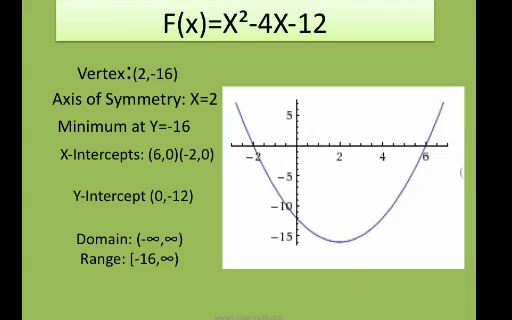 F(x)=X²-4X-12
Vertex:(2,-16)
Axis of Symmetry: X=2
Minimum at Y=-16
X-Intercepts: (6,0)(-2,0)
Y-Intercept (0,-12)
Domain: (-∞,∞)
Range: [-16,∞)
5
−2 2 4 6
−5
−10
−15